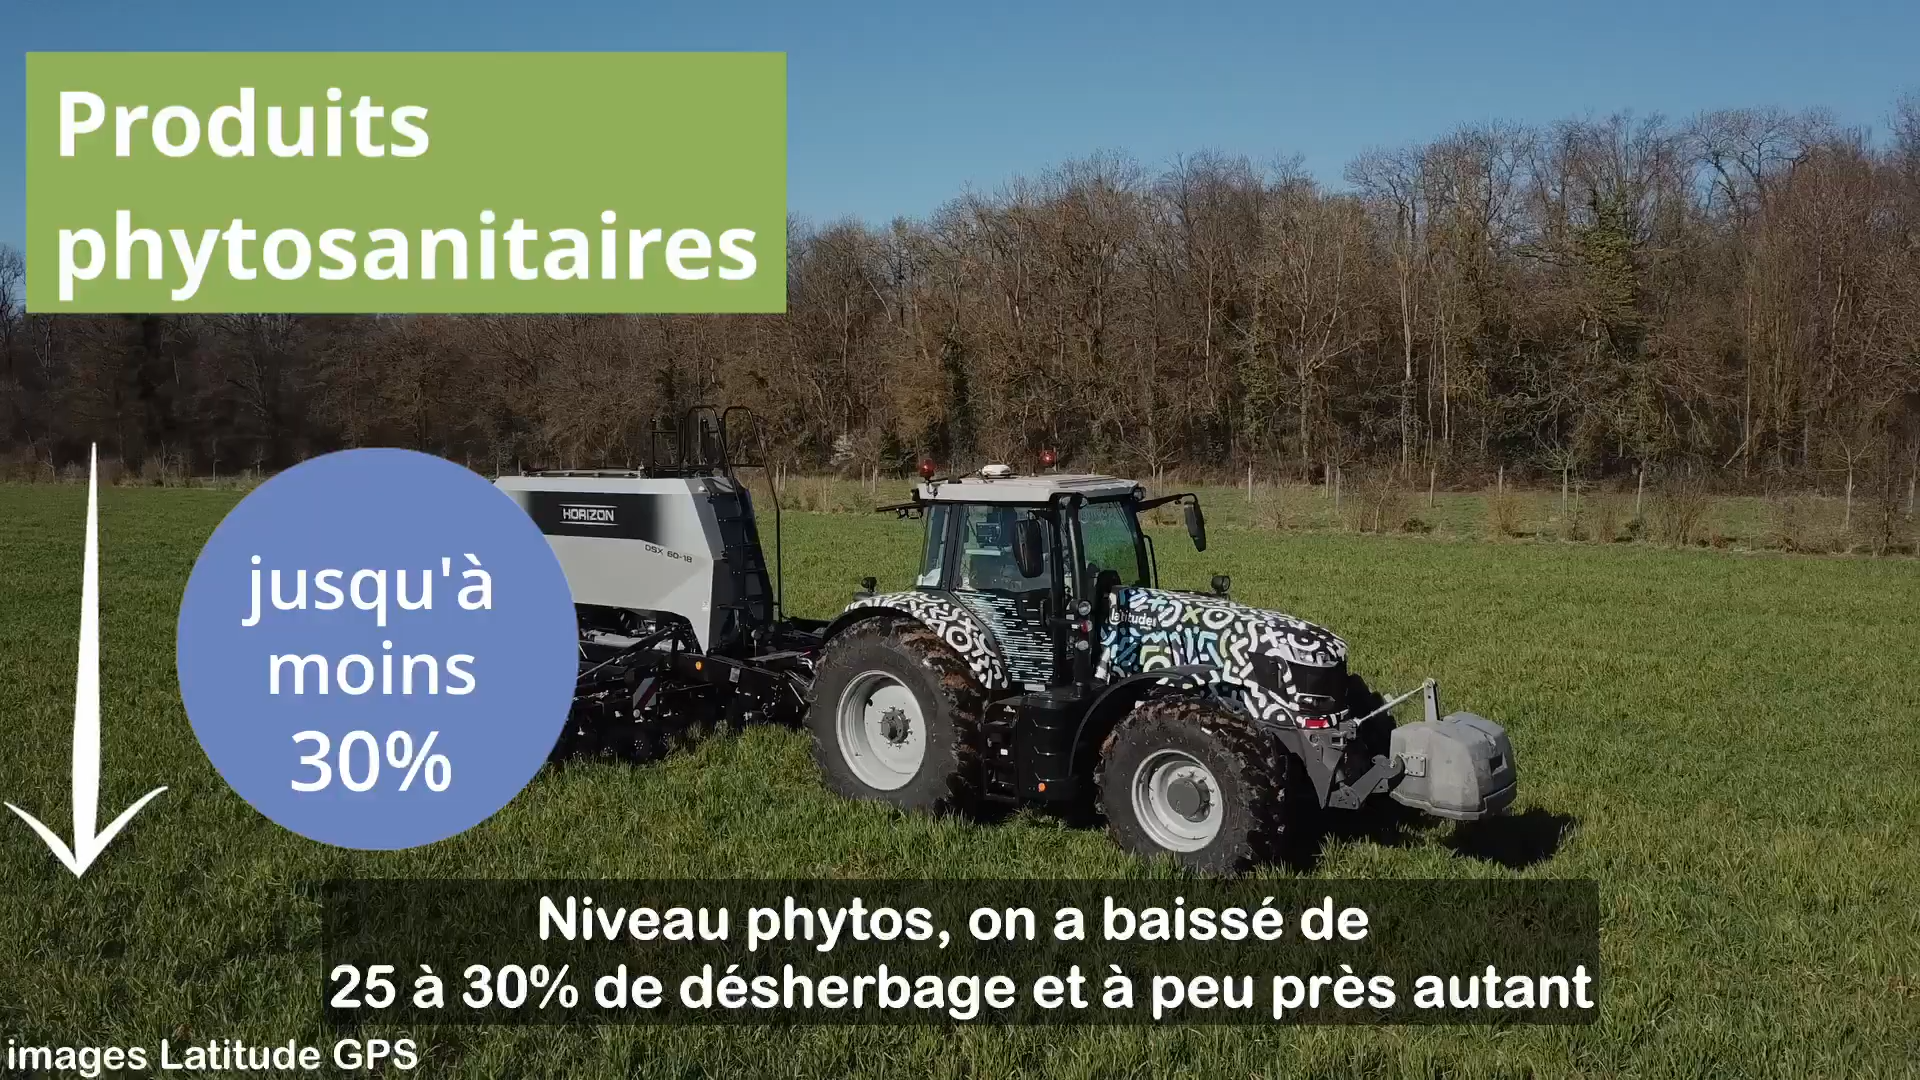 Produits
phytosanitaires
HORIZON
DSX 60-18
latitude
jusqu'à
moins
30%
Niveau phytos, on a baissé de
25 à 30% de désherbage et à peu près autant
images Latitude GPS